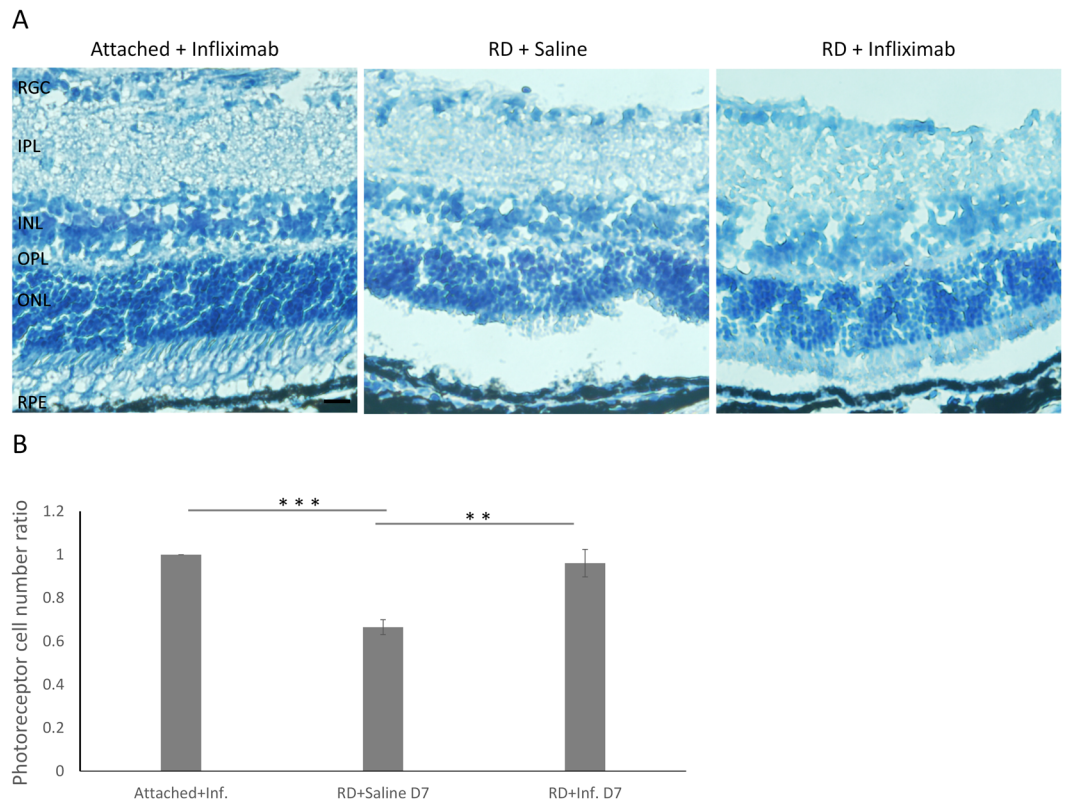 A
Attached + Infliximab
RD + Saline
RD + Infliximab
RGC
IPL
INL
OPL
ONL
RPE
B
Photoreceptor cell number ratio
1.2
1
0.8
0.6
0.4
0.2
0
* * *
* *
Attached+Inf.
RD+Saline D7
RD+Inf. D7